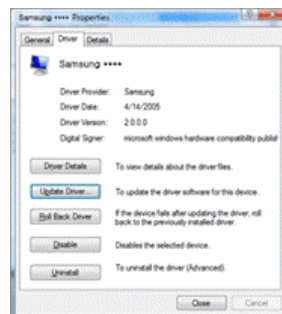 Samsung **** Properties
General Driver Details
Samsung ****
Driver Provider: Samsung
Driver Date: 4/14/2005
Driver Version: 2.0.0.0
Digital Signer: microsoft windows hardware compatibility publis
Driver Details To view details about the driver files.
Update Driver... To update the driver software for this device.
Roll Back Driver If the device fails after updating the driver, roll
back to the previously installed driver.
Disable Disables the selected device.
Uninstall To uninstall the driver (Advanced).
Close Cancel